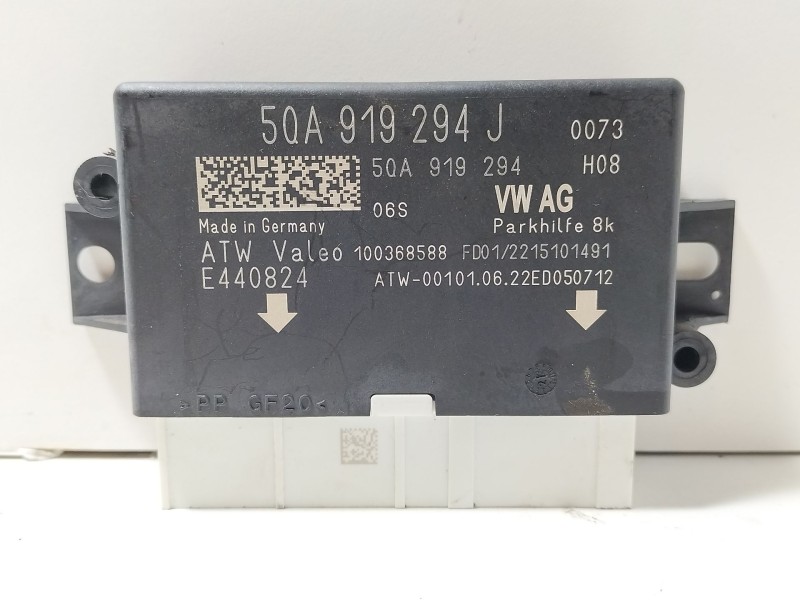 5QA 919 294 J 0073
5QA 919 294 H08
06S VW AG
Made in Germany Parkhilfe 8k
ATW Valeo 100368588 FD01/2215101491
E440824 ATW-00101.06.22ED050712
>PP GF20<